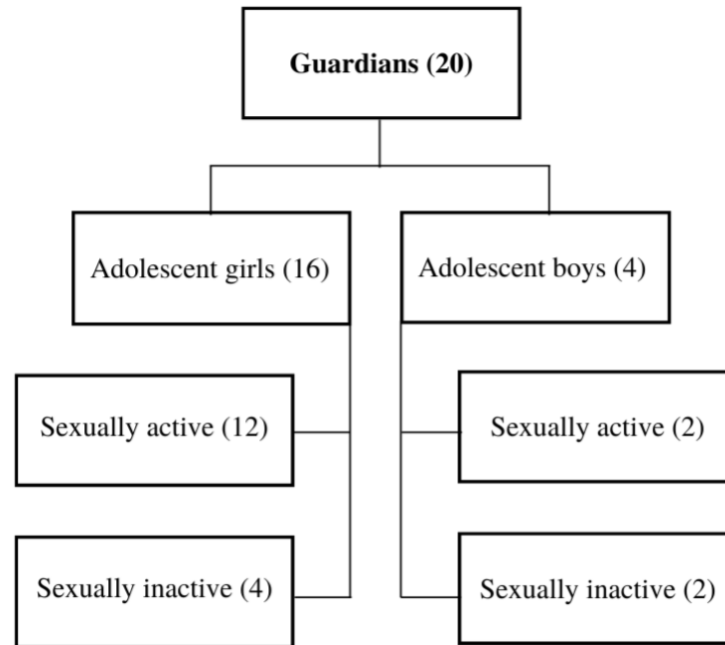 Guardians (20)
Adolescent girls (16)
Adolescent boys (4)
Sexually active (12)
Sexually active (2)
Sexually inactive (4)
Sexually inactive (2)